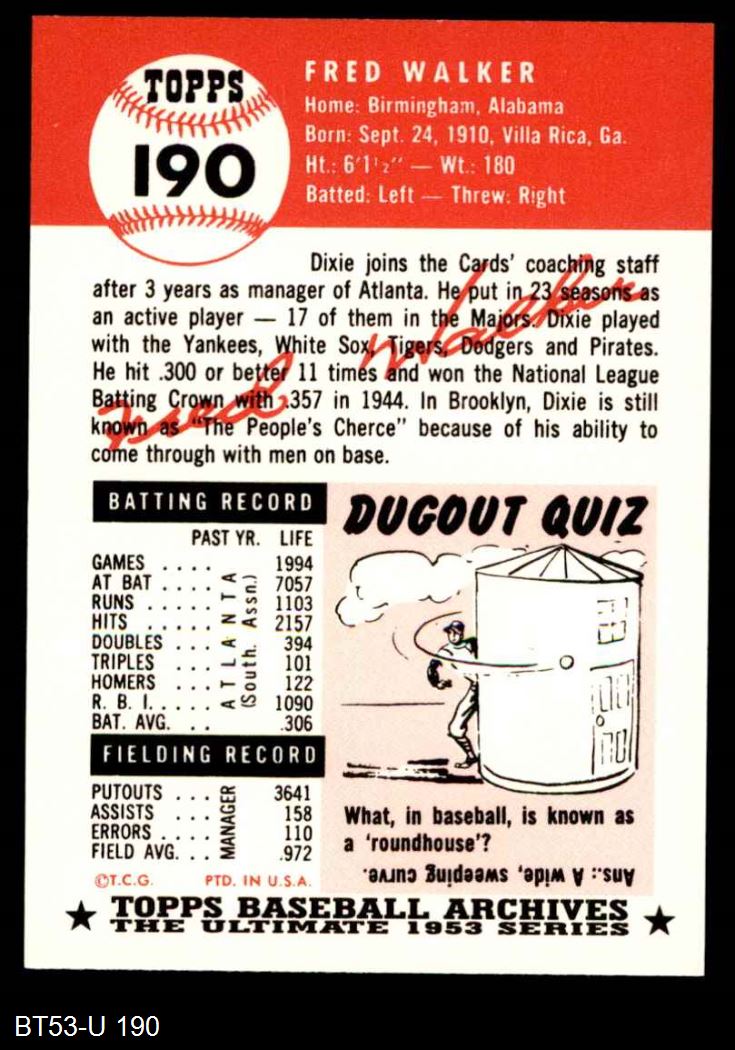 TOPPS
190
FRED WALKER
Home: Birmingham, Alabama
Born: Sept. 24, 1910, Villa Rica, Ga.
Ht.: 6'1½" — Wt.: 180
Batted: Left — Threw: Right
Dixie joins the Cards' coaching staff
after 3 years as manager of Atlanta. He put in 23 seasons as
an active player — 17 of them in the Majors. Dixie played
with the Yankees, White Sox, Tigers, Dodgers and Pirates.
He hit .300 or better 11 times and won the National League
Batting Crown with .357 in 1944. In Brooklyn, Dixie is still
known as "The People's Cherce" because of his ability to
come through with men on base.
Fred Walker
BATTING RECORD
PAST YR. LIFE
GAMES .... 1994
AT BAT .... 7057
RUNS ..... 1103
HITS ..... 2157
DOUBLES ... 394
TRIPLES ... 101
HOMERS ... 122
R. B. I...... 1090
BAT. AVG. .. .306
ATLANTA
(South. Assn.)
FIELDING RECORD
PUTOUTS ... 3641
ASSISTS ... 158
ERRORS .... 110
FIELD AVG. .. .972
MANAGER
©T.C.G. PTD. IN U.S.A.
DUGOUT QUIZ
What, in baseball, is known as
a 'roundhouse'?
Ans.: A wide, sweeping curve.
★ TOPPS BASEBALL ARCHIVES ★
THE ULTIMATE 1953 SERIES
BT53-U 190